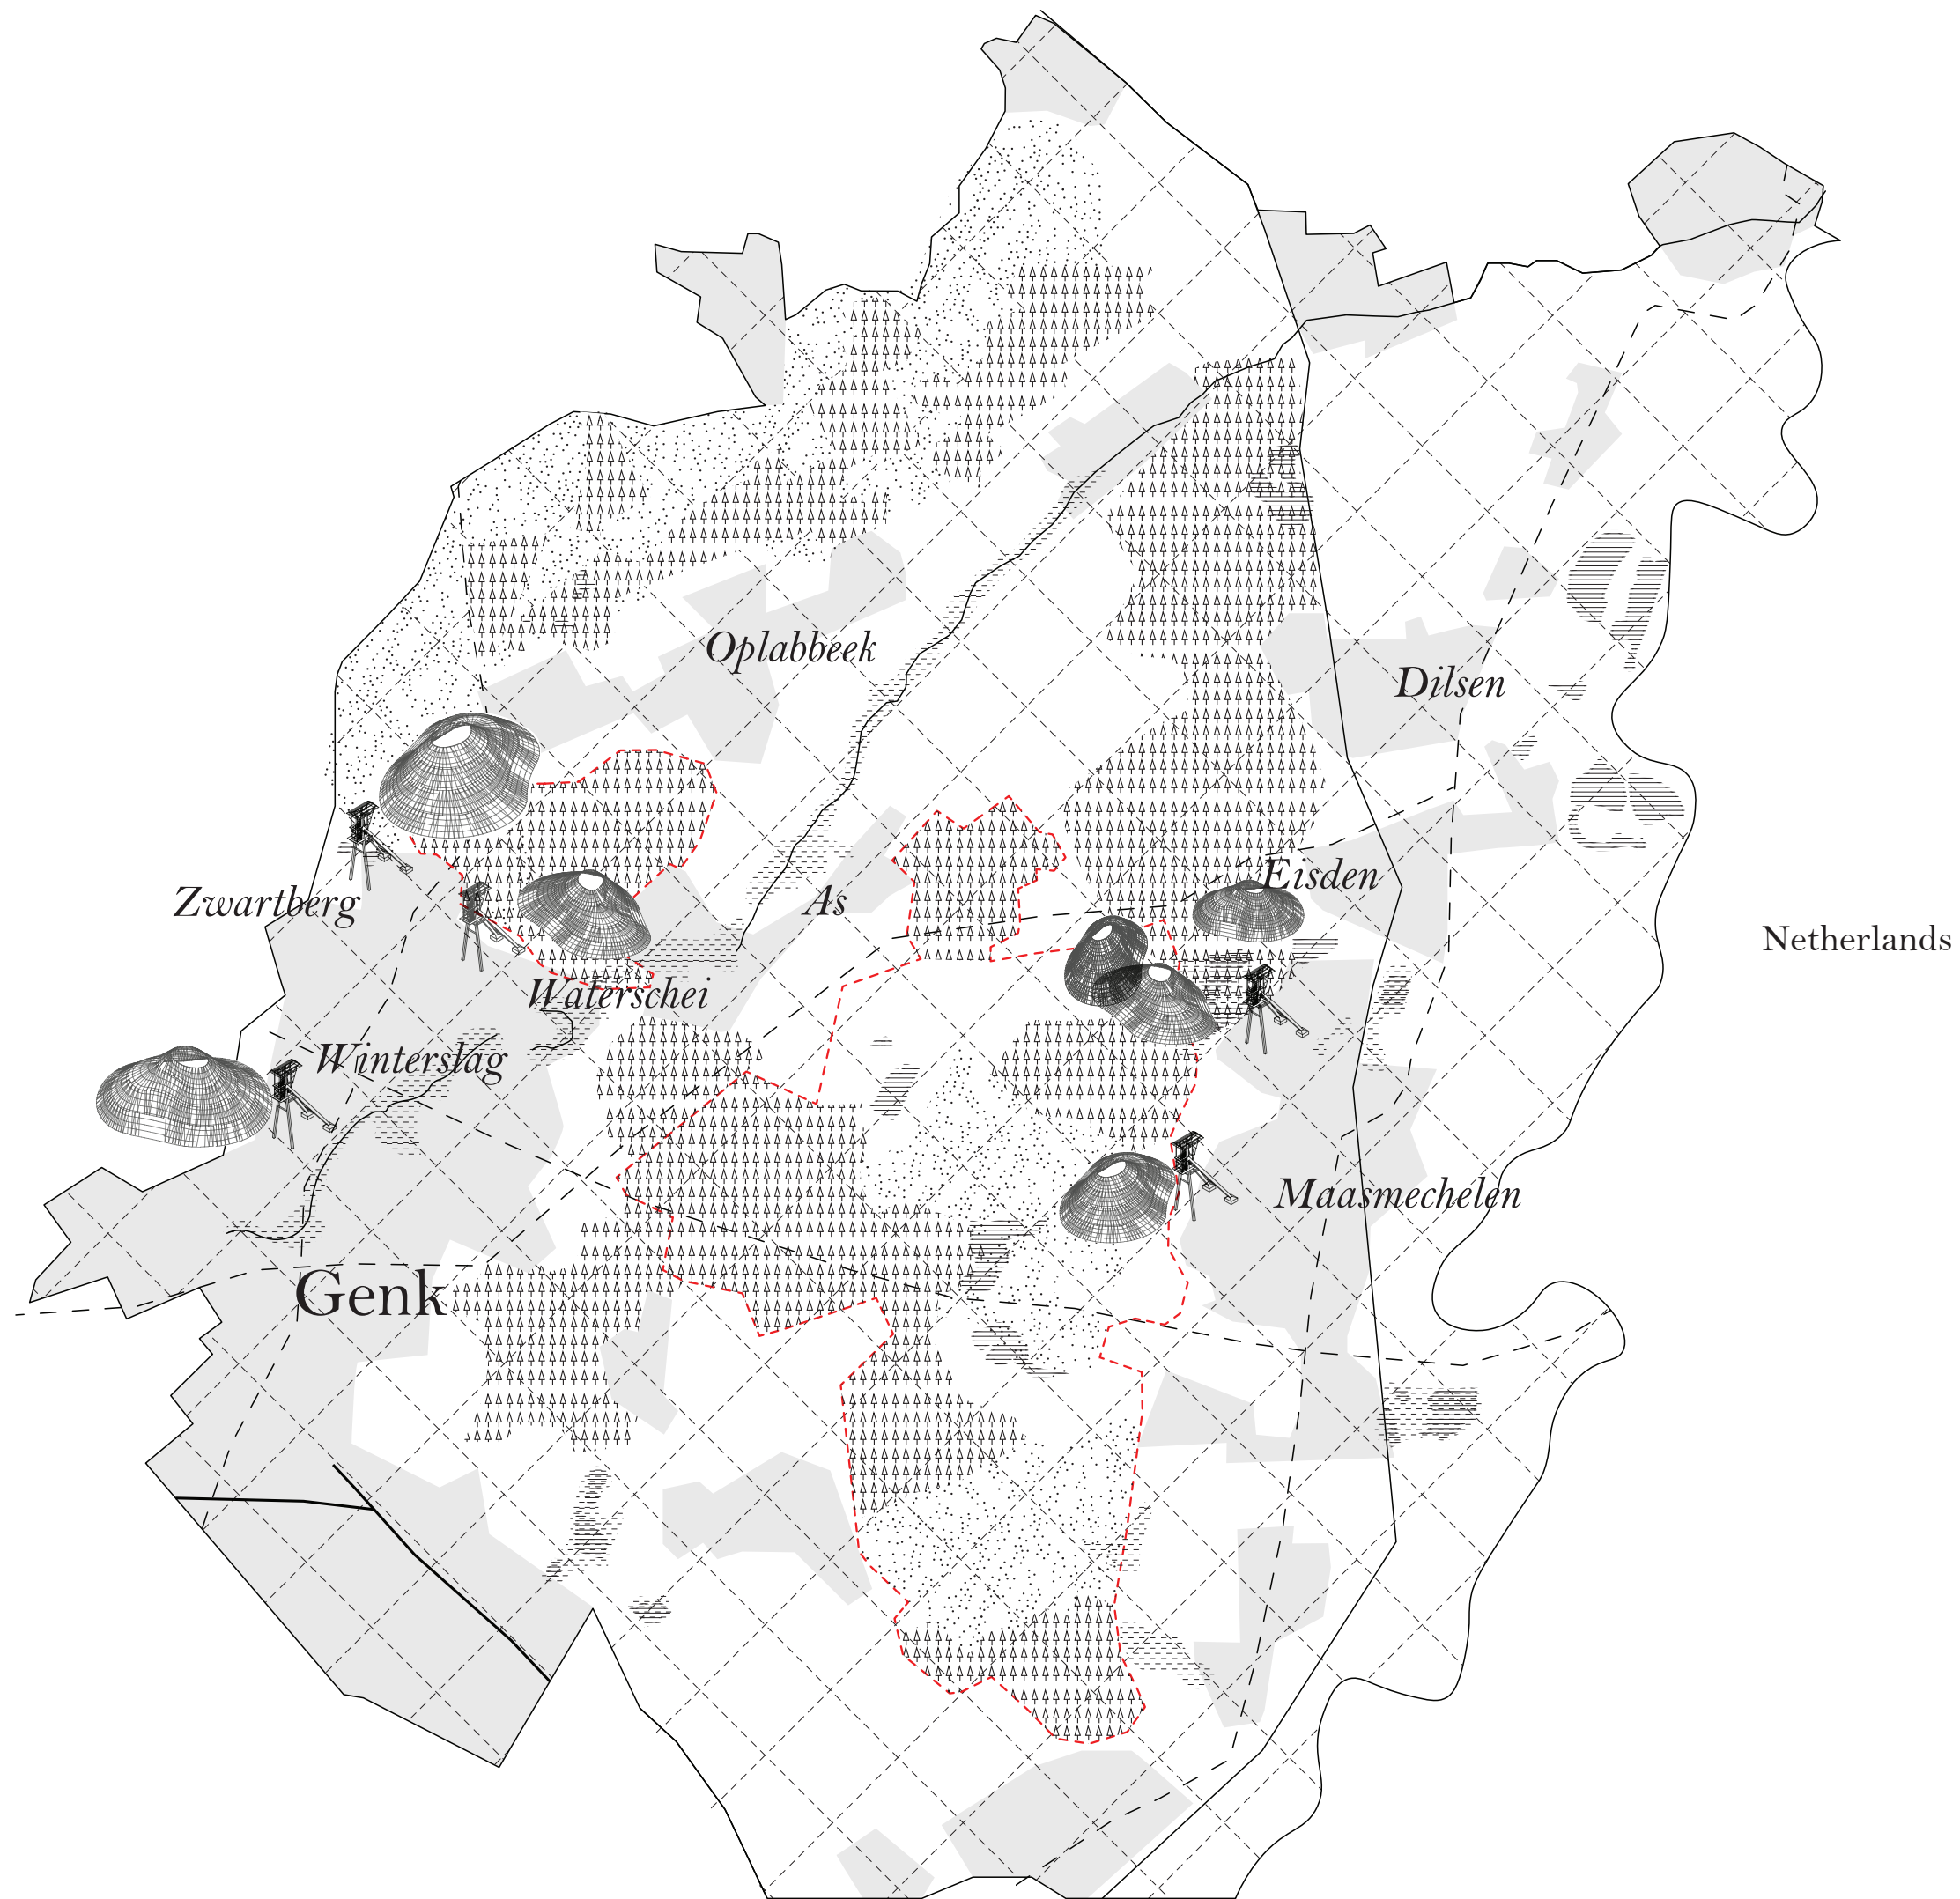 Oplabbeek
Dilsen
Eisden
Zwartberg
As
Netherlands
Waterschei
Winterslag
Maasmechelen
Genk